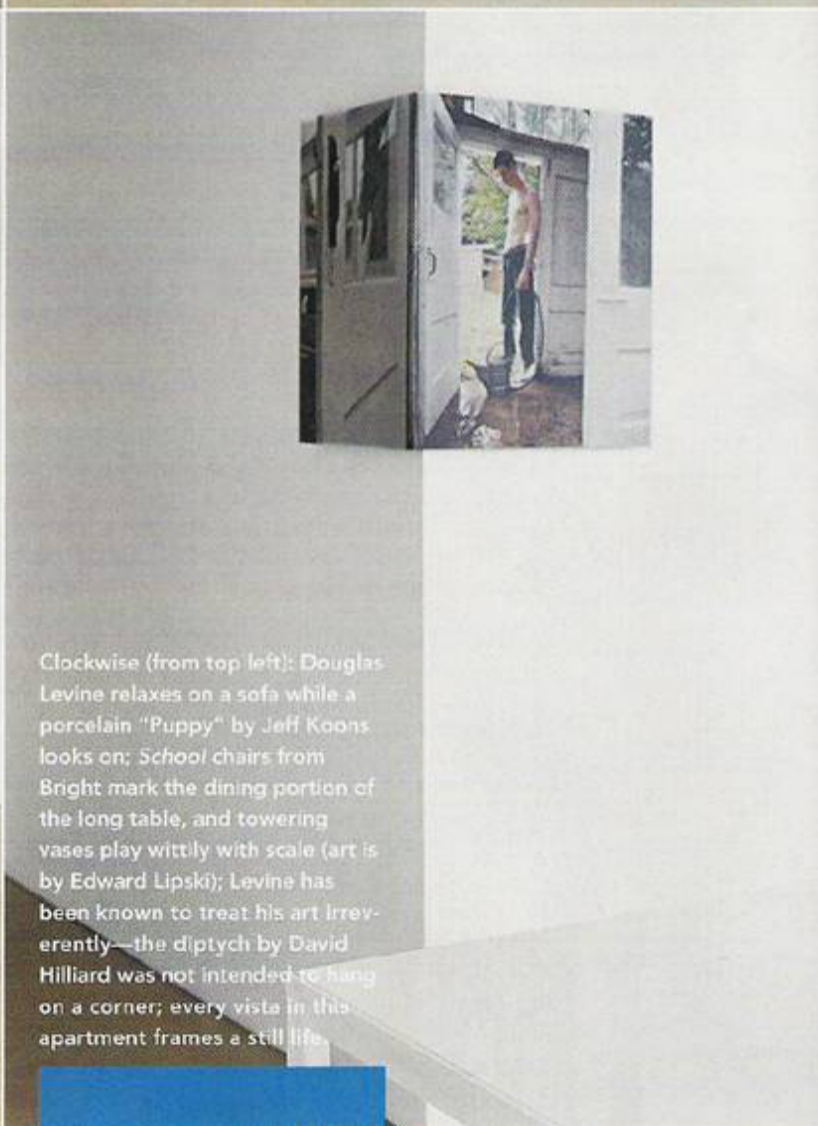 Clockwise (from top left): Douglas
Levine relaxes on a sofa while a
porcelain "Puppy" by Jeff Koons
looks on; School chairs from
Bright mark the dining portion of
the long table, and towering
vases play wittily with scale (art is
by Edward Lipski); Levine has
been known to treat his art irrev-
erently—the diptych by David
Hilliard was not intended to hang
on a corner; every vista in this
apartment frames a still life.